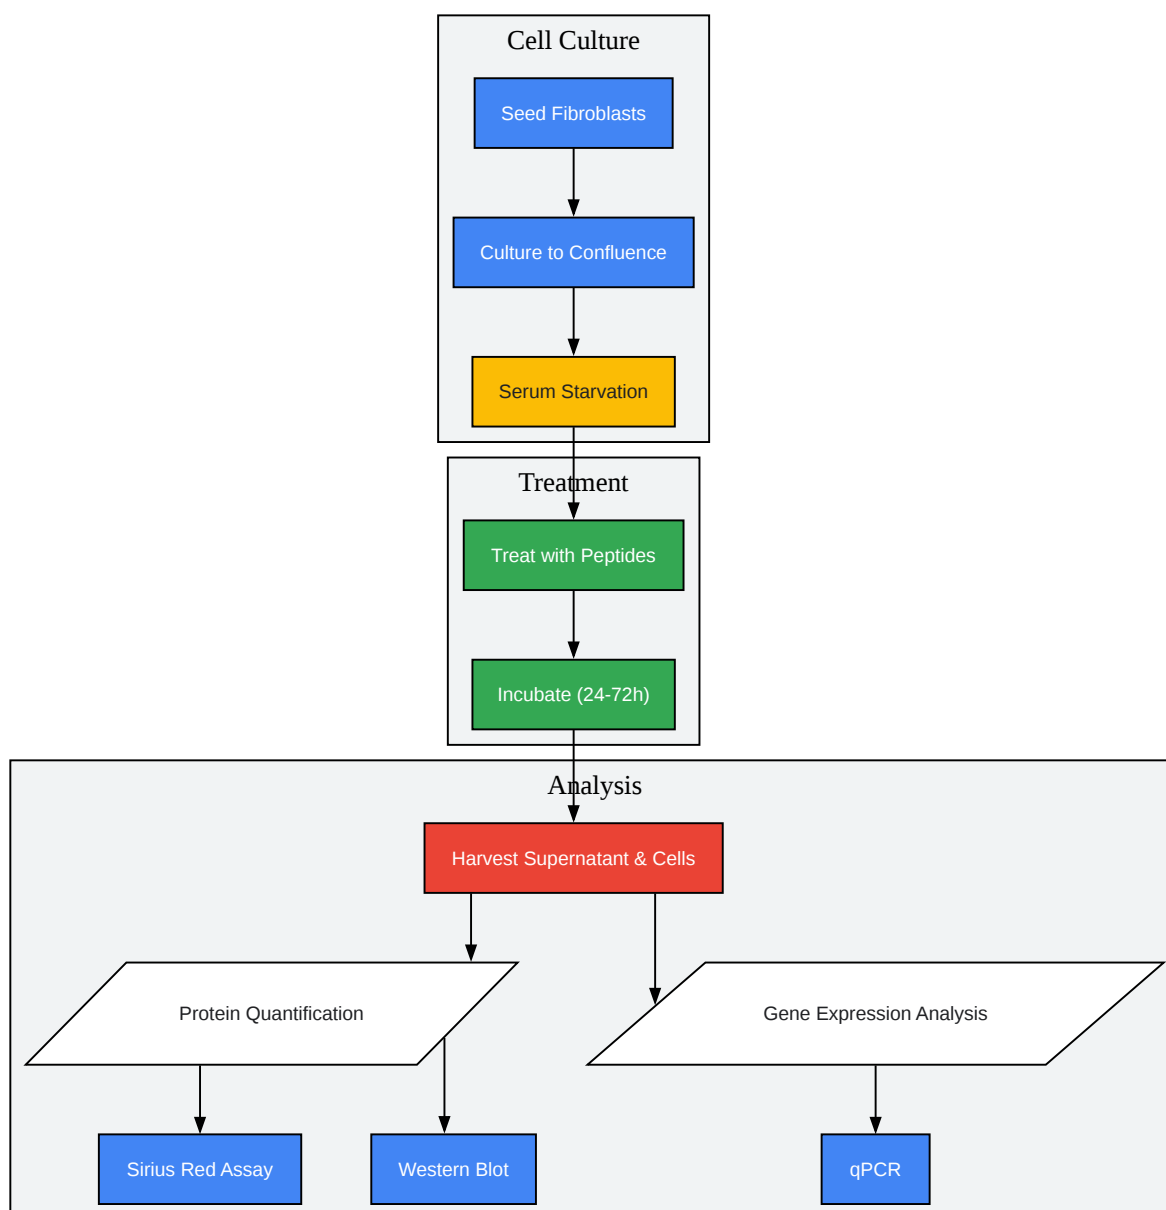 Cell Culture
Seed Fibroblasts
Culture to Confluence
Serum Starvation
Treatment
Treat with Peptides
Incubate (24-72h)
Analysis
Harvest Supernatant & Cells
Protein Quantification
Gene Expression Analysis
Sirius Red Assay
Western Blot
qPCR